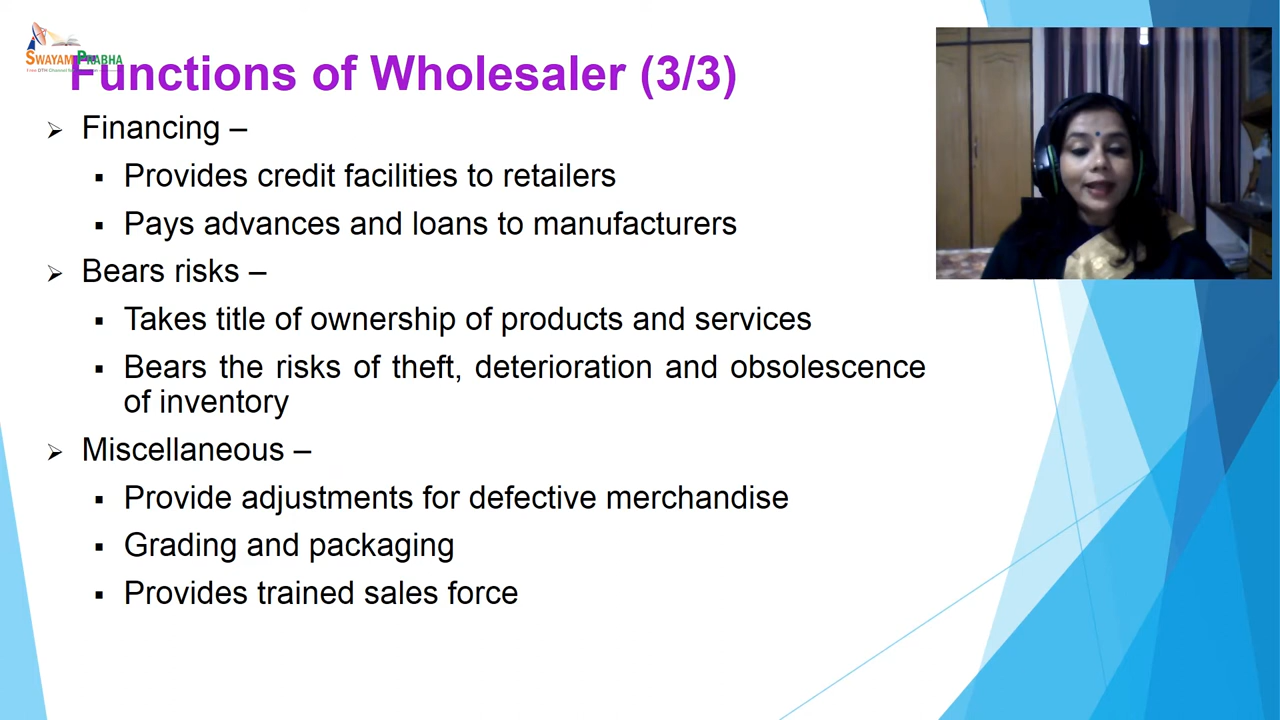 SWAYAM PRABHA
Functions of Wholesaler (3/3)
➢ Financing –
▪ Provides credit facilities to retailers
▪ Pays advances and loans to manufacturers
➢ Bears risks –
▪ Takes title of ownership of products and services
▪ Bears the risks of theft, deterioration and obsolescence
of inventory
➢ Miscellaneous –
▪ Provide adjustments for defective merchandise
▪ Grading and packaging
▪ Provides trained sales force